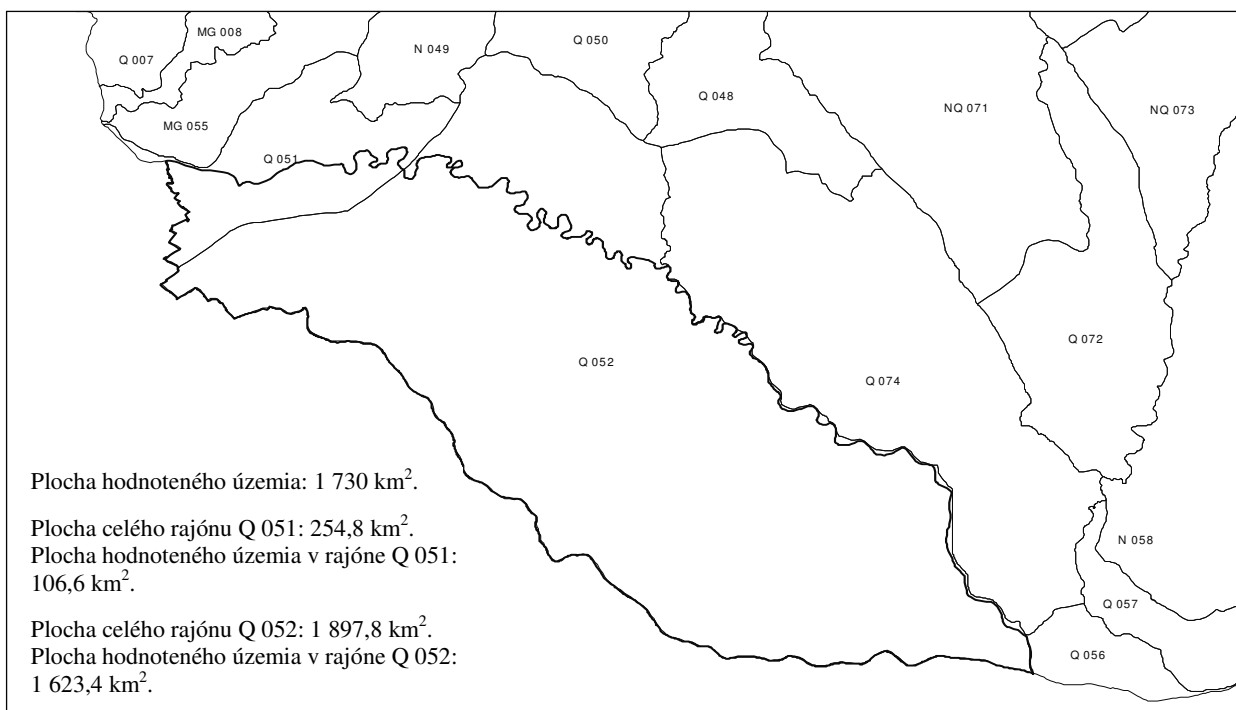 MG 008
Q 007
N 049
Q 050
Q 048
NQ 071
NQ 073
MG 055
Q 051
Q 072
Q 052
Q 074
N 058
Q 057
Q 056
Plocha hodnoteného územia: 1 730 km².
Plocha celého rajónu Q 051: 254,8 km².
Plocha hodnoteného územia v rajóne Q 051:
106,6 km².
Plocha celého rajónu Q 052: 1 897,8 km².
Plocha hodnoteného územia v rajóne Q 052:
1 623,4 km².